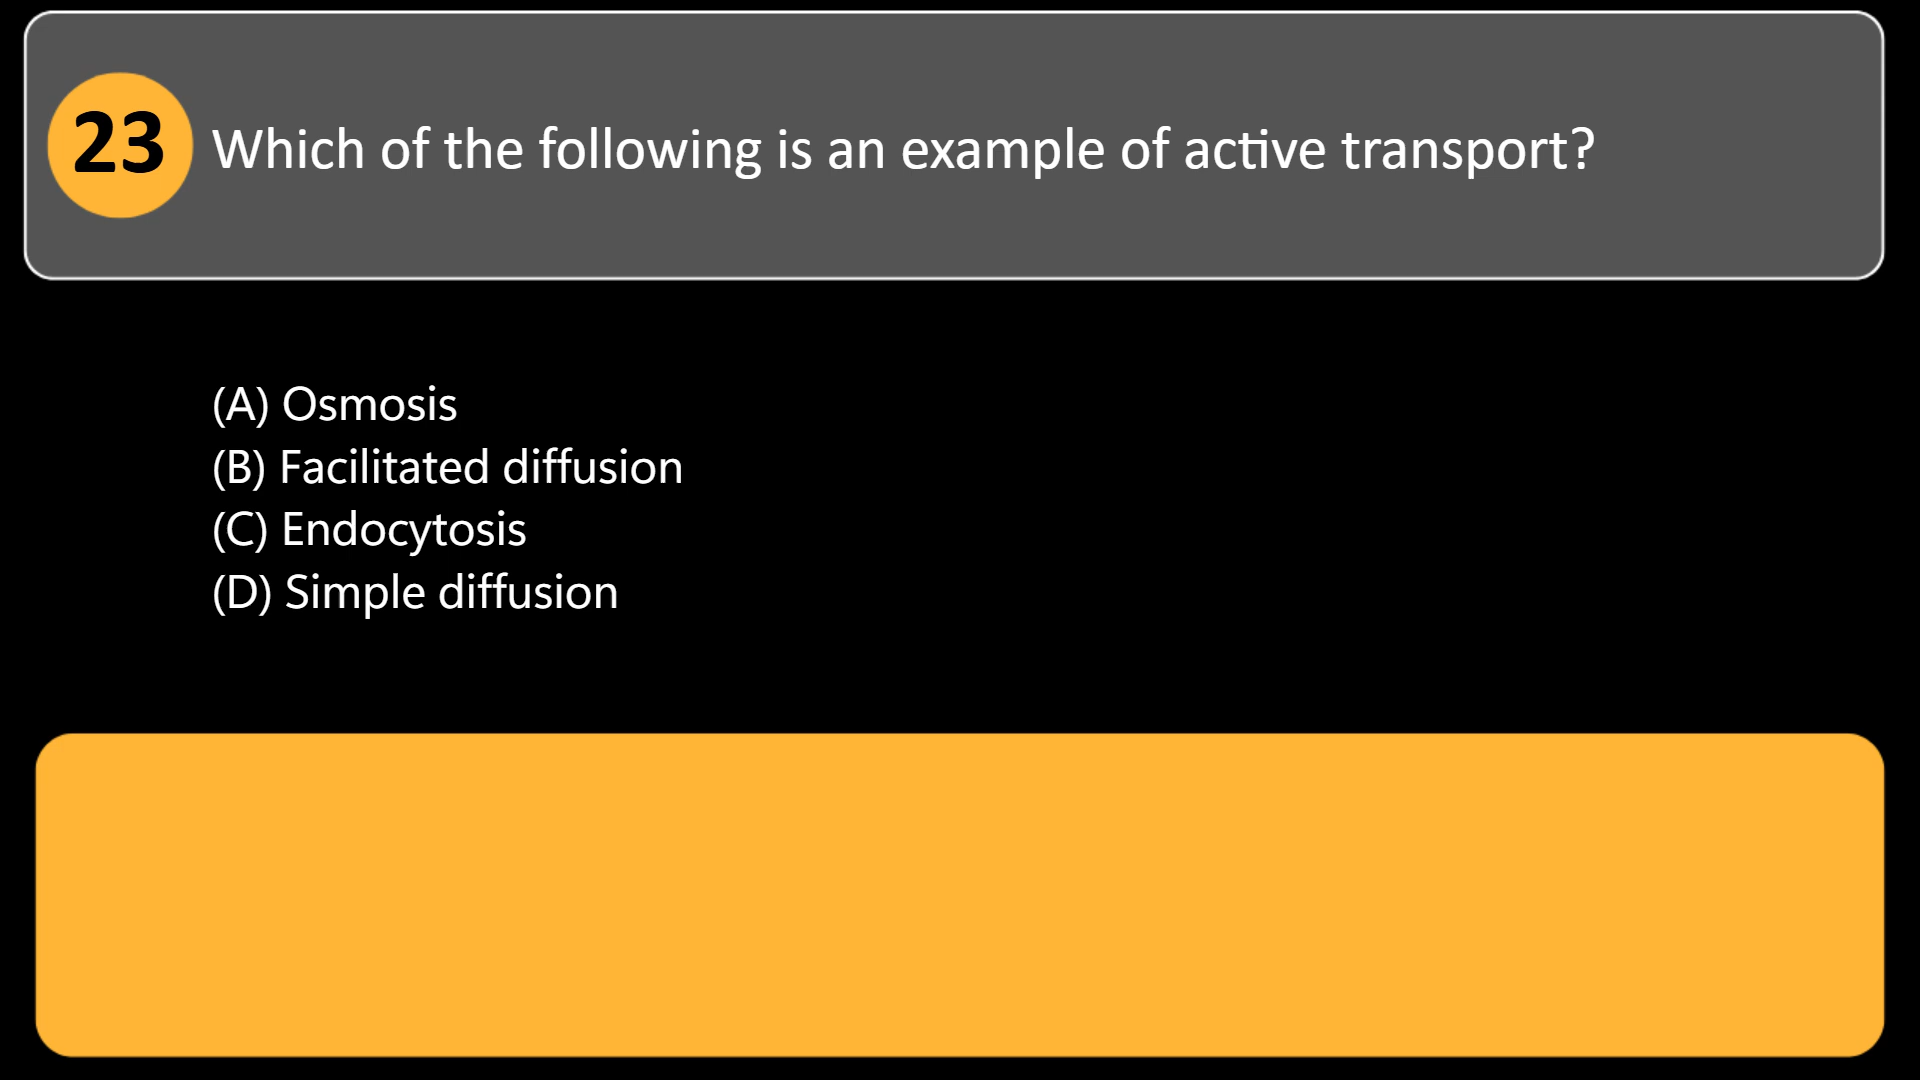 23 Which of the following is an example of active transport?
(A) Osmosis
(B) Facilitated diffusion
(C) Endocytosis
(D) Simple diffusion